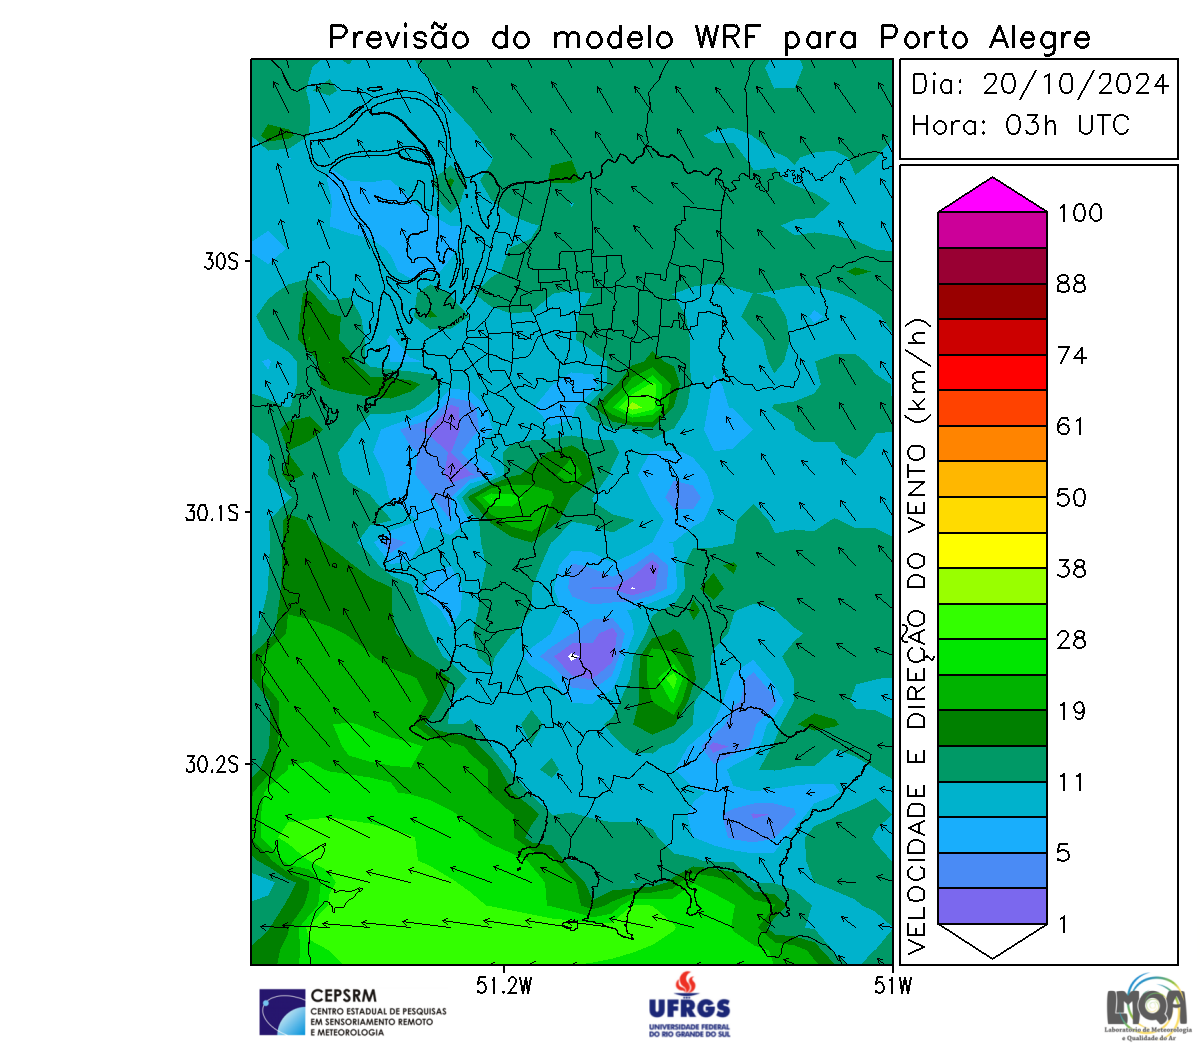 Previsão do modelo WRF para Porto Alegre
Dia: 20/10/2024
Hora: 03h UTC
100
88
74
61
50
38
28
19
11
5
1
VELOCIDADE E DIREÇÃO DO VENTO (km/h)
30S
30.1S
30.2S
51.2W
51W
CEPSRM
CENTRO ESTADUAL DE PESQUISAS
EM SENSORIAMENTO REMOTO
E METEOROLOGIA
UFRGS
UNIVERSIDADE FEDERAL
DO RIO GRANDE DO SUL
LMQA
Laboratório de Meteorologia
e Qualidade do Ar